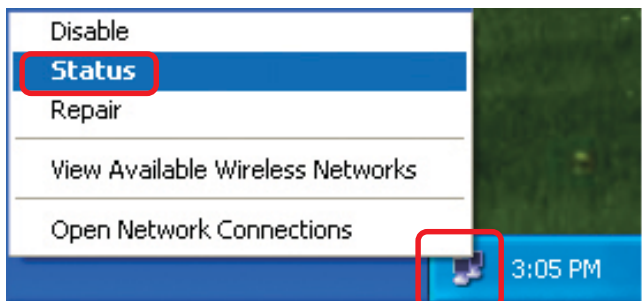 Disable
Status
Repair
View Available Wireless Networks
Open Network Connections
3:05 PM